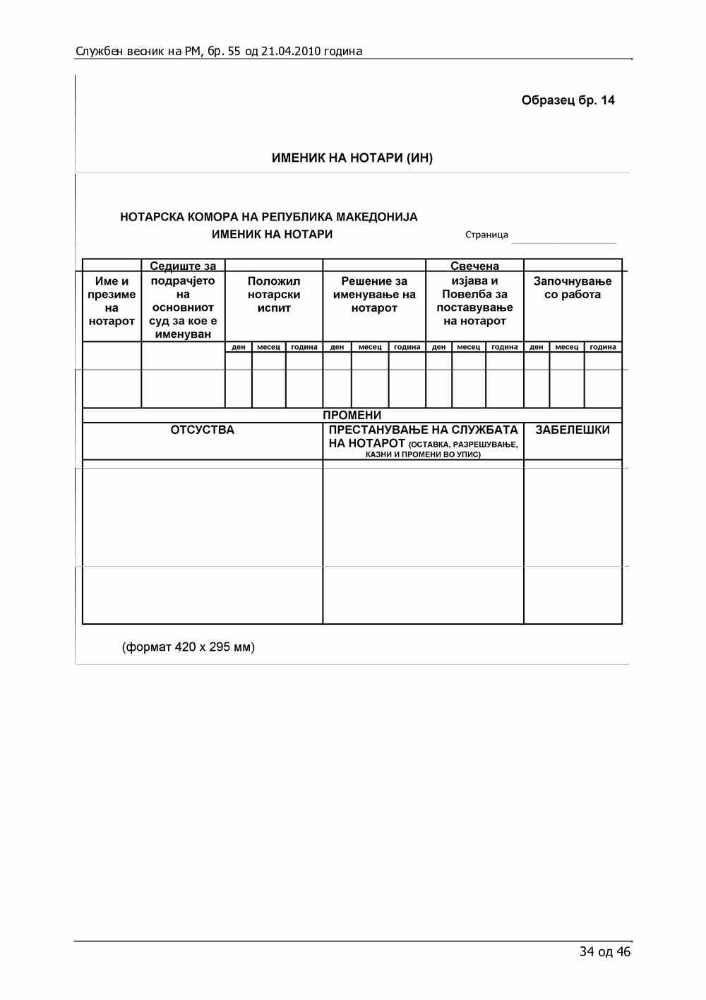 Службен весник на РМ, бр. 55 од 21.04.2010 година
Образец бр. 14
ИМЕНИК НА НОТАРИ (ИН)
НОТАРСКА КОМОРА НА РЕПУБЛИКА МАКЕДОНИЈА
ИМЕНИК НА НОТАРИ
Страница
Име и
презиме
на
нотарот
Седиште за
подрачјето
на
основниот
суд за кое е
именуван
Положил
нотарски
испит
Решение за
именување на
нотарот
Свечена
изјава и
Повелба за
поставување
на нотарот
Започнување
со работа
ден месец година ден месец година ден месец година ден месец година
ПРОМЕНИ
ОТСУСТВА
ПРЕСТАНУВАЊЕ НА СЛУЖБАТА
НА НОТАРОТ (ОСТАВКА, РАЗРЕШУВАЊЕ,
КАЗНИ И ПРОМЕНИ ВО УПИС)
ЗАБЕЛЕШКИ
(формат 420 x 295 мм)
34 од 46